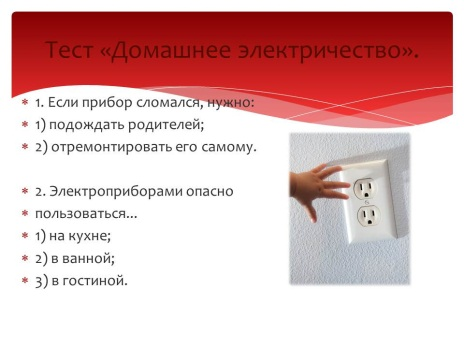 Тест «Домашнее электричество».
1. Если прибор сломался, нужно:
1) подождать родителей;
2) отремонтировать его самому.
2. Электроприборами опасно
пользоваться...
1) на кухне;
2) в ванной;
3) в гостиной.